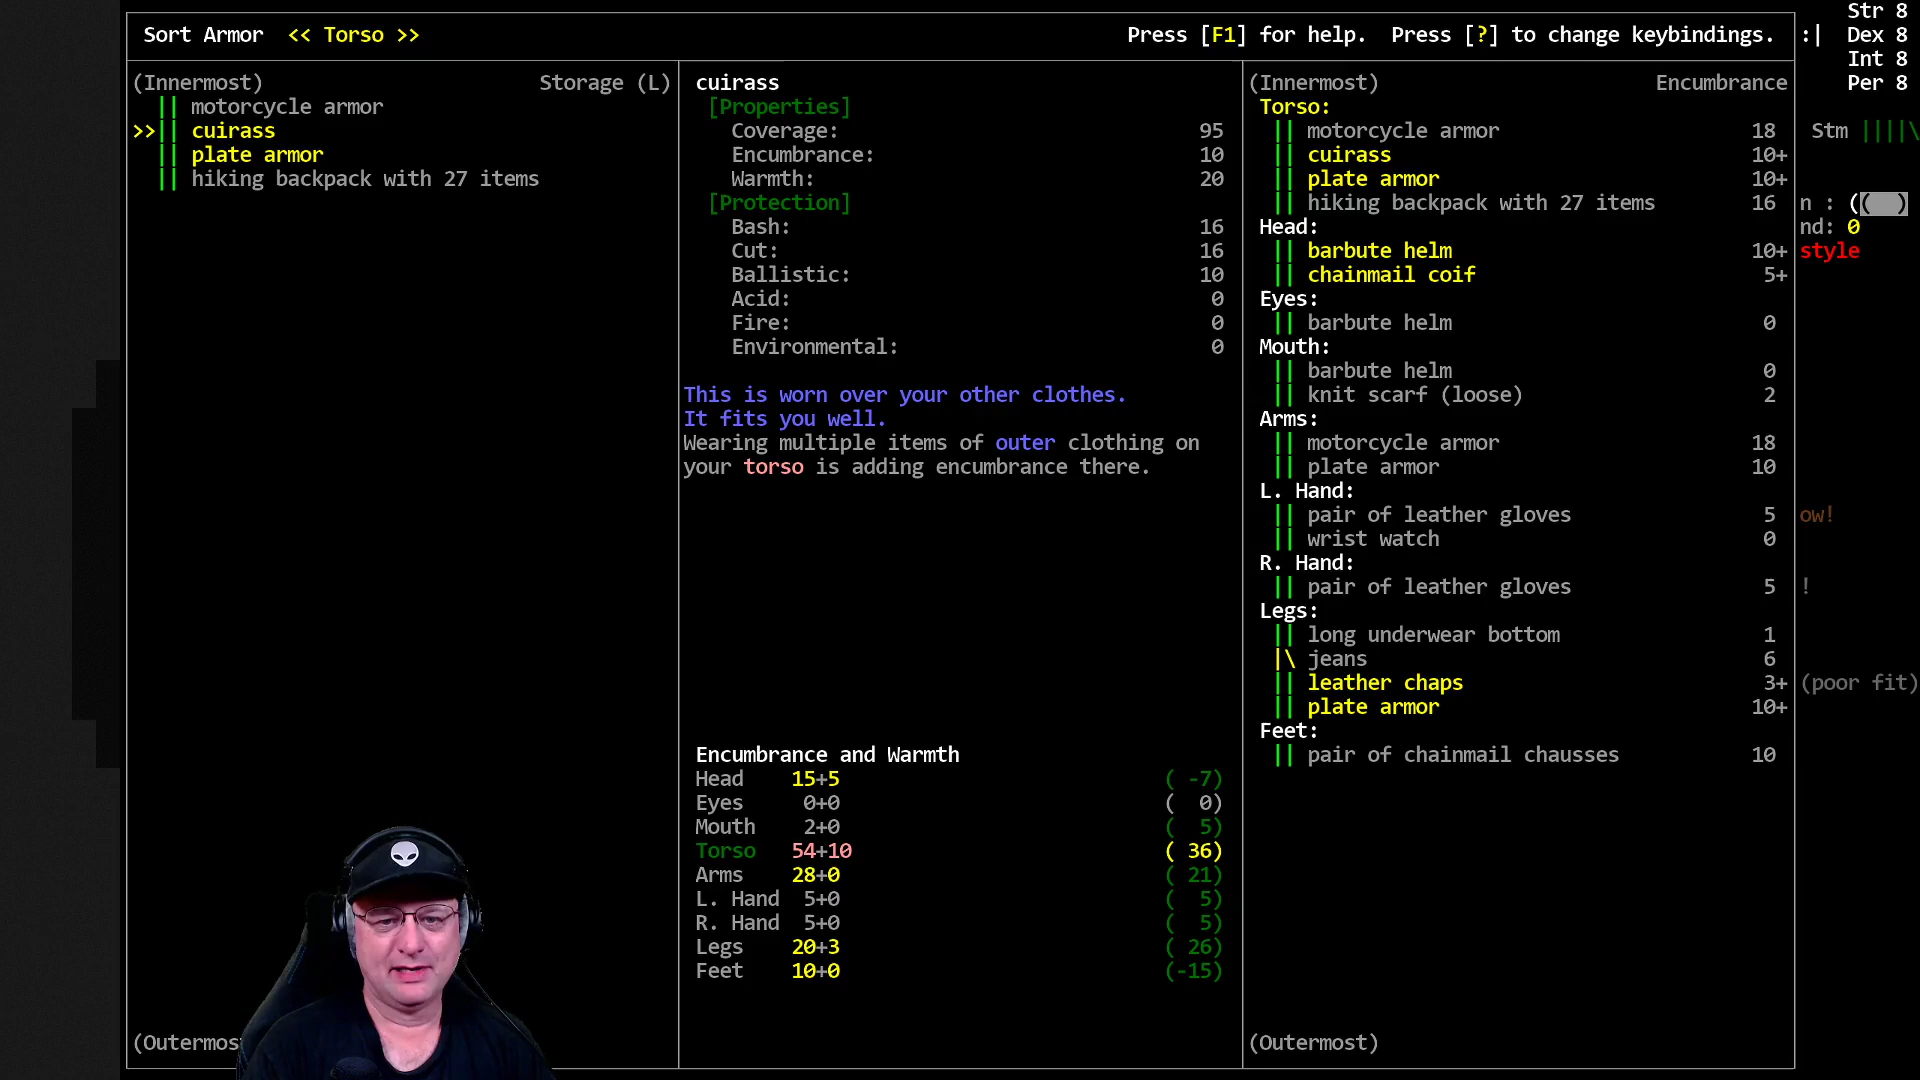 Sort Armor << Torso >> Press [F1] for help. Press [?] to change keybindings.
(Innermost) Storage (L)
|| motorcycle armor
>>|| cuirass
|| plate armor
|| hiking backpack with 27 items
(Outermos
cuirass
[Properties]
Coverage: 95
Encumbrance: 10
Warmth: 20
[Protection]
Bash: 16
Cut: 16
Ballistic: 10
Acid: 0
Fire: 0
Environmental: 0
This is worn over your other clothes.
It fits you well.
Wearing multiple items of outer clothing on
your torso is adding encumbrance there.
Encumbrance and Warmth
Head 15+5 ( -7)
Eyes 0+0 ( 0)
Mouth 2+0 ( 5)
Torso 54+10 ( 36)
Arms 28+0 ( 21)
L. Hand 5+0 ( 5)
R. Hand 5+0 ( 5)
Legs 20+3 ( 26)
Feet 10+0 (-15)
(Innermost) Encumbrance
Torso:
|| motorcycle armor 18
|| cuirass 10+
|| plate armor 10+
|| hiking backpack with 27 items 16
Head:
|| barbute helm 10+
|| chainmail coif 5+
Eyes:
|| barbute helm 0
Mouth:
|| barbute helm 0
|| knit scarf (loose) 2
Arms:
|| motorcycle armor 18
|| plate armor 10
L. Hand:
|| pair of leather gloves 5
|| wrist watch 0
R. Hand:
|| pair of leather gloves 5
Legs:
|| long underwear bottom 1
|\ jeans 6
|| leather chaps 3+
|| plate armor 10+
Feet:
|| pair of chainmail chausses 10
(Outermost)
Str 8
:| Dex 8
Int 8
Per 8
Stm ||||\
n : (( )
nd: 0
style
ow!
!
(poor fit)